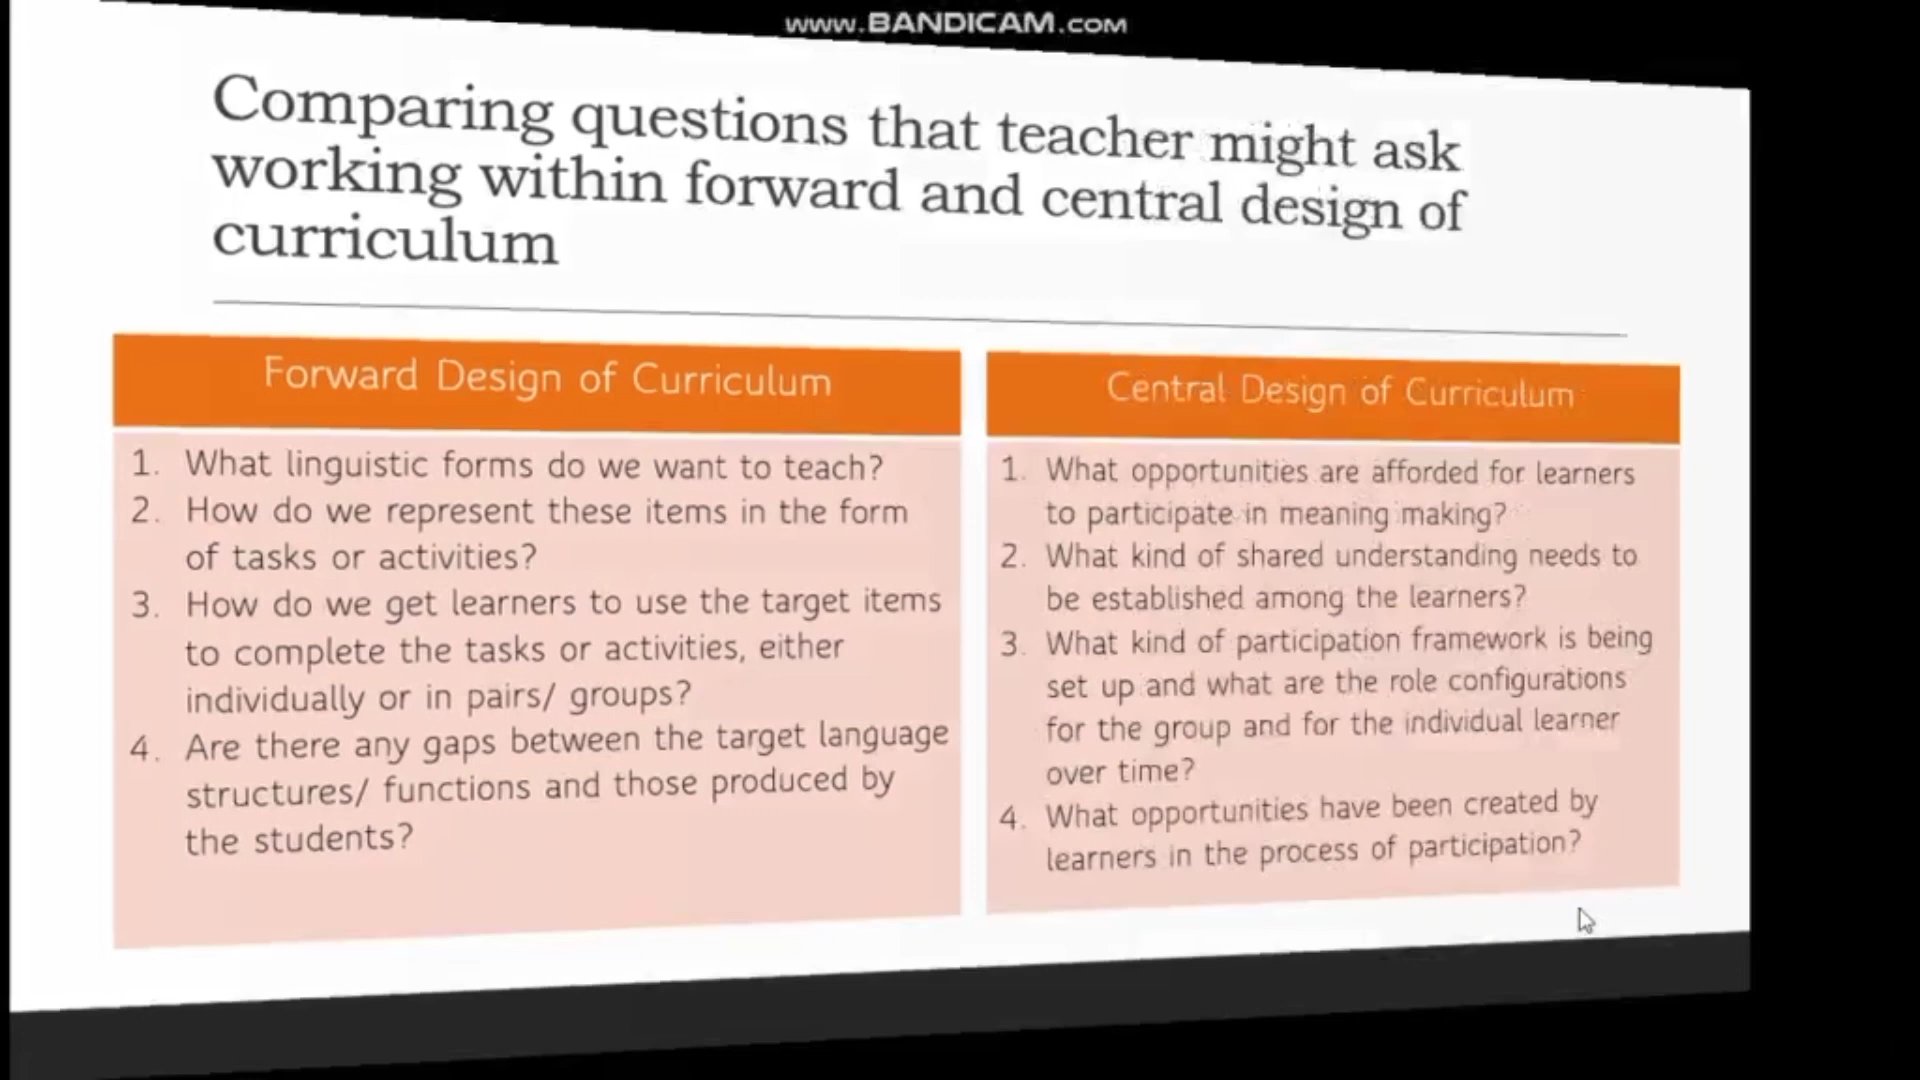 www.BANDICAM.com
Comparing questions that teacher might ask
working within forward and central design of
curriculum
Forward Design of Curriculum
1. What linguistic forms do we want to teach?
2. How do we represent these items in the form
of tasks or activities?
3. How do we get learners to use the target items
to complete the tasks or activities, either
individually or in pairs/ groups?
4. Are there any gaps between the target language
structures/ functions and those produced by
the students?
Central Design of Curriculum
1. What opportunities are afforded for learners
to participate in meaning making?
2. What kind of shared understanding needs to
be established among the learners?
3. What kind of participation framework is being
set up and what are the role configurations
for the group and for the individual learner
over time?
4. What opportunities have been created by
learners in the process of participation?